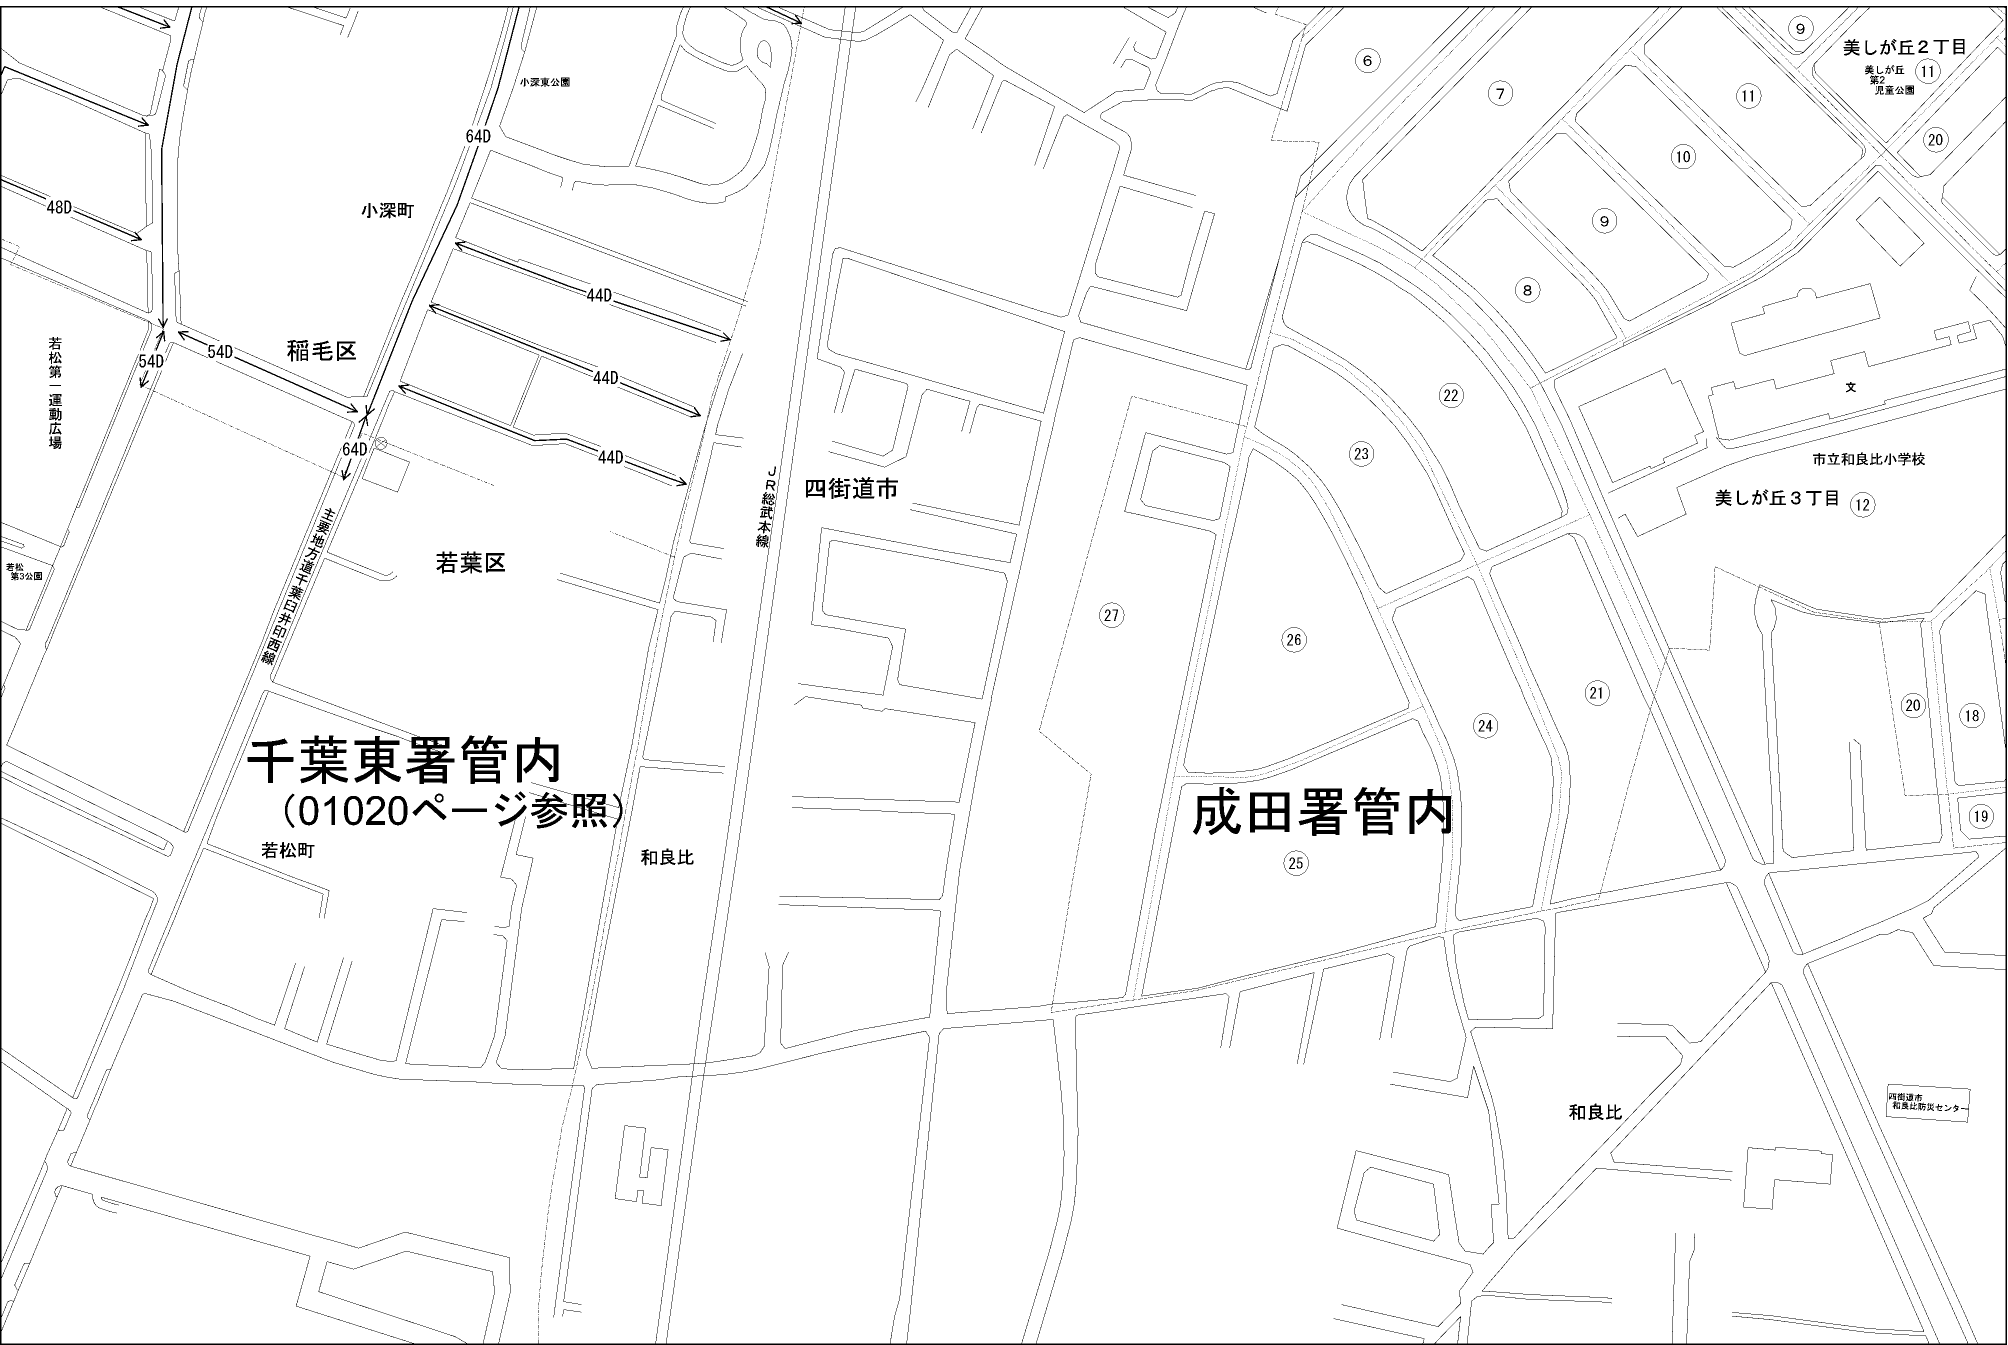 美しが丘２丁目
美しが丘
第2
児童公園
9
11
6
7
11
20
10
9
8
小深東公園
64D
48D
小深町
44D
54D
54D
稲毛区
44D
44D
64D
若松第一運動広場
22
23
文
市立和良比小学校
美しが丘３丁目
12
ＪＲ総武本線
四街道市
主要地方道千葉臼井印西線
若葉区
若松
第3公園
27
26
21
24
20
18
19
千葉東署管内
（01020ページ参照）
若松町
和良比
成田署管内
25
和良比
四街道市
和良比防災センター